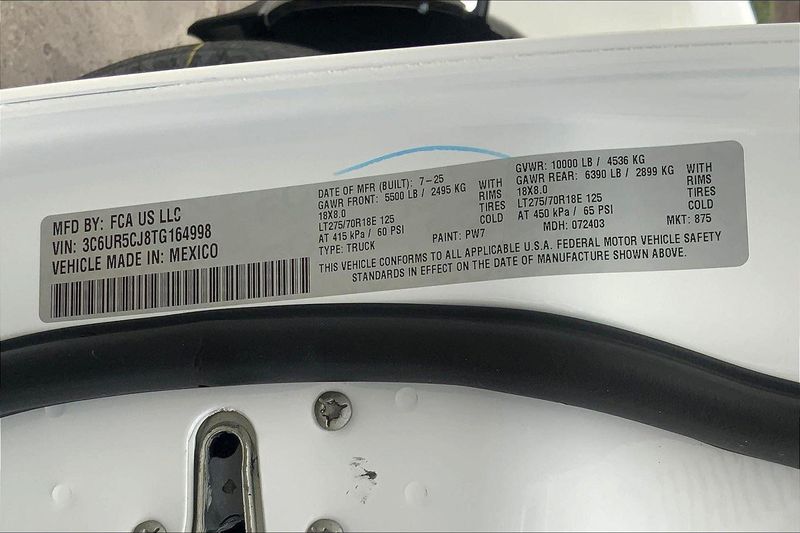 MFD BY: FCA US LLC
VIN: 3C6UR5CJ8TG164998
VEHICLE MADE IN: MEXICO
DATE OF MFR (BUILT): 7-25
GAWR FRONT: 5500 LB / 2495 KG
18X8.0
LT275/70R18E 125
AT 415 kPa / 60 PSI
TYPE: TRUCK
WITH
RIMS
TIRES
COLD
PAINT: PW7
GVWR: 10000 LB / 4536 KG
GAWR REAR: 6390 LB / 2899 KG
18X8.0
LT275/70R18E 125
AT 450 kPa / 65 PSI
WITH
RIMS
TIRES
COLD
MDH: 072403
MKT: 875
THIS VEHICLE CONFORMS TO ALL APPLICABLE U.S.A. FEDERAL MOTOR VEHICLE SAFETY
STANDARDS IN EFFECT ON THE DATE OF MANUFACTURE SHOWN ABOVE.